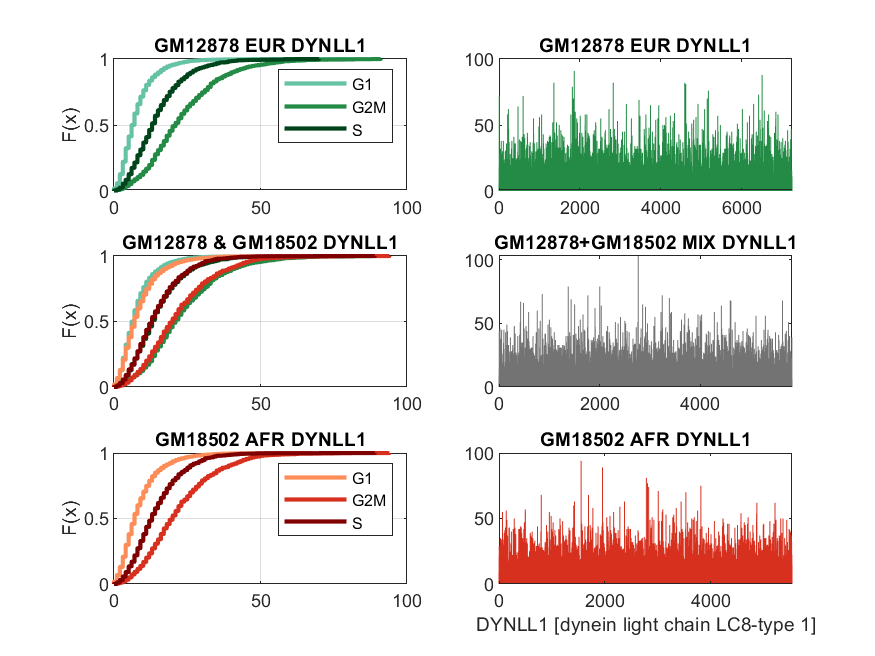 GM12878 EUR DYNLL1
F(x)
1
0.5
0
0 50 100
G1
G2M
S
GM12878 EUR DYNLL1
100
50
0
0 2000 4000 6000
GM12878 & GM18502 DYNLL1
F(x)
1
0.5
0
0 50 100
GM12878+GM18502 MIX DYNLL1
100
50
0
0 2000 4000
GM18502 AFR DYNLL1
F(x)
1
0.5
0
0 50 100
G1
G2M
S
GM18502 AFR DYNLL1
100
50
0
0 2000 4000
DYNLL1 [dynein light chain LC8-type 1]